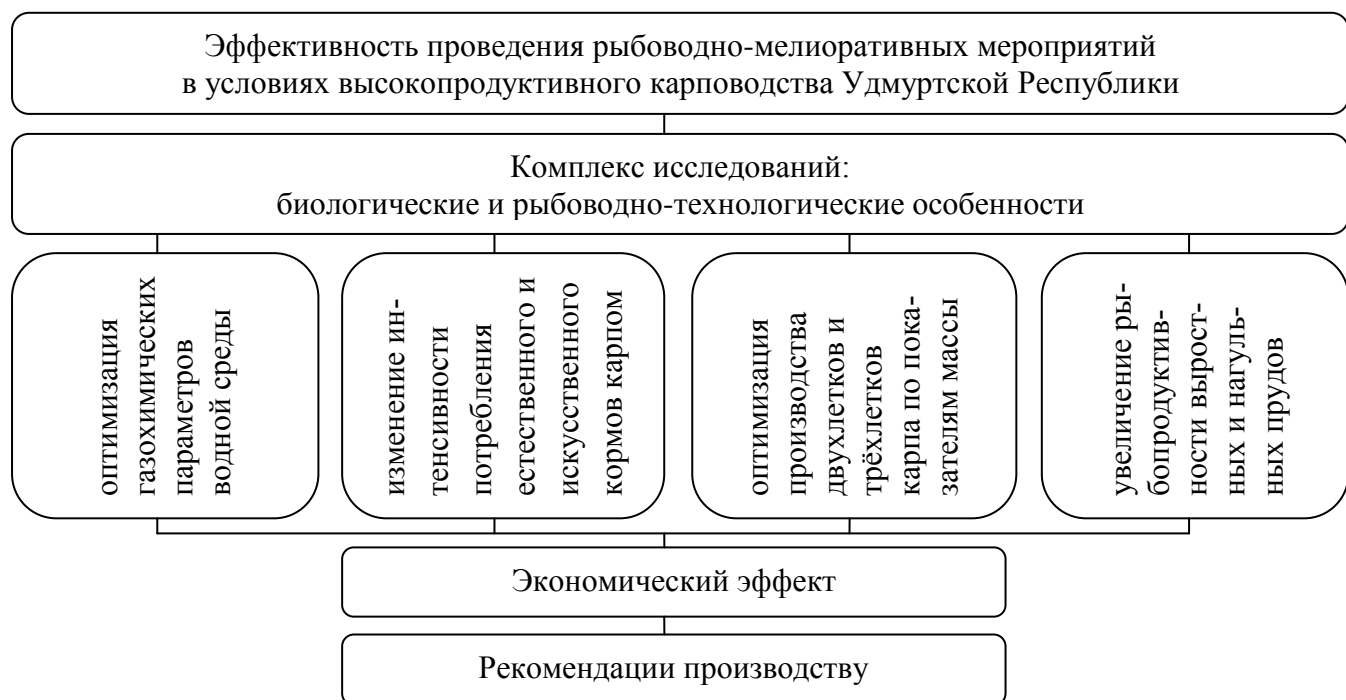 Эффективность проведения рыбоводно-мелиоративных мероприятий
в условиях высокопродуктивного карповодства Удмуртской Республики
Комплекс исследований:
биологические и рыбоводно-технологические особенности
оптимизация
газохимических
параметров
водной среды
изменение ин-
тенсивности
потребления
естественного и
искусственного
кормов карпом
оптимизация
производства
двухлетков и
трёхлетков
карпа по пока-
зателям массы
увеличение ры-
бопродуктив-
ности вырост-
ных и нагуль-
ных прудов
Экономический эффект
Рекомендации производству